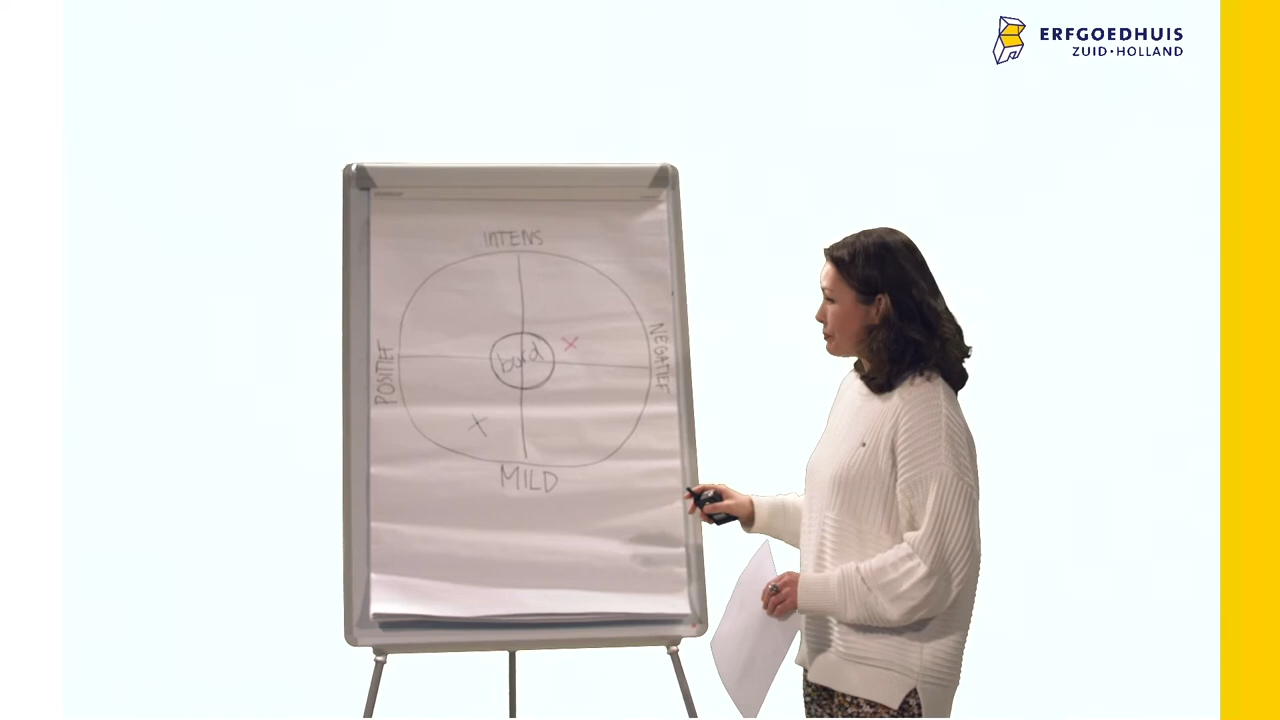 ERFGOEDHUIS
ZUID·HOLLAND
INTENS
POSITIEF
bord
NEGATIEF
MILD